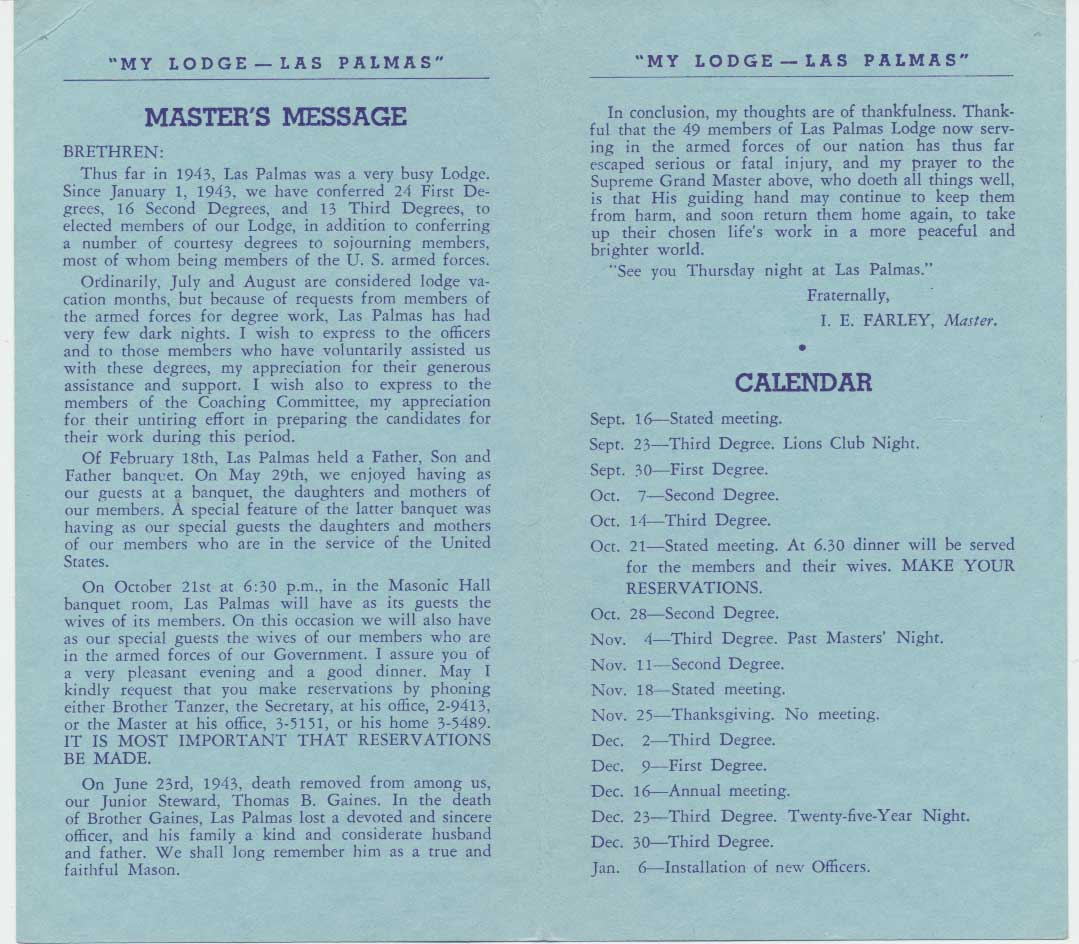 "MY LODGE — LAS PALMAS"
MASTER'S MESSAGE
BRETHREN:
Thus far in 1943, Las Palmas was a very busy Lodge.
Since January 1, 1943, we have conferred 24 First De-
grees, 16 Second Degrees, and 13 Third Degrees, to
elected members of our Lodge, in addition to conferring
a number of courtesy degrees to sojourning members,
most of whom being members of the U. S. armed forces.
Ordinarily, July and August are considered lodge va-
cation months, but because of requests from members of
the armed forces for degree work, Las Palmas has had
very few dark nights. I wish to express to the officers
and to those members who have voluntarily assisted us
with these degrees, my appreciation for their generous
assistance and support. I wish also to express to the
members of the Coaching Committee, my appreciation
for their untiring effort in preparing the candidates for
their work during this period.
Of February 18th, Las Palmas held a Father, Son and
Father banquet. On May 29th, we enjoyed having as
our guests at a banquet, the daughters and mothers of
our members. A special feature of the latter banquet was
having as our special guests the daughters and mothers
of our members who are in the service of the United
States.
On October 21st at 6:30 p.m., in the Masonic Hall
banquet room, Las Palmas will have as its guests the
wives of its members. On this occasion we will also have
as our special guests the wives of our members who are
in the armed forces of our Government. I assure you of
a very pleasant evening and a good dinner. May I
kindly request that you make reservations by phoning
either Brother Tanzer, the Secretary, at his office, 2-9413,
or the Master at his office, 3-5151, or his home 3-5489.
IT IS MOST IMPORTANT THAT RESERVATIONS
BE MADE.
On June 23rd, 1943, death removed from among us,
our Junior Steward, Thomas B. Gaines. In the death
of Brother Gaines, Las Palmas lost a devoted and sincere
officer, and his family a kind and considerate husband
and father. We shall long remember him as a true and
faithful Mason.
"MY LODGE — LAS PALMAS"
In conclusion, my thoughts are of thankfulness. Thank-
ful that the 49 members of Las Palmas Lodge now serv-
ing in the armed forces of our nation has thus far
escaped serious or fatal injury, and my prayer to the
Supreme Grand Master above, who doeth all things well,
is that His guiding hand may continue to keep them
from harm, and soon return them home again, to take
up their chosen life's work in a more peaceful and
brighter world.
"See you Thursday night at Las Palmas."
Fraternally,
I. E. FARLEY, Master.
CALENDAR
Sept. 16—Stated meeting.
Sept. 23—Third Degree. Lions Club Night.
Sept. 30—First Degree.
Oct. 7—Second Degree.
Oct. 14—Third Degree.
Oct. 21—Stated meeting. At 6.30 dinner will be served
for the members and their wives. MAKE YOUR
RESERVATIONS.
Oct. 28—Second Degree.
Nov. 4—Third Degree. Past Masters' Night.
Nov. 11—Second Degree.
Nov. 18—Stated meeting.
Nov. 25—Thanksgiving. No meeting.
Dec. 2—Third Degree.
Dec. 9—First Degree.
Dec. 16—Annual meeting.
Dec. 23—Third Degree. Twenty-five-Year Night.
Dec. 30—Third Degree.
Jan. 6—Installation of new Officers.